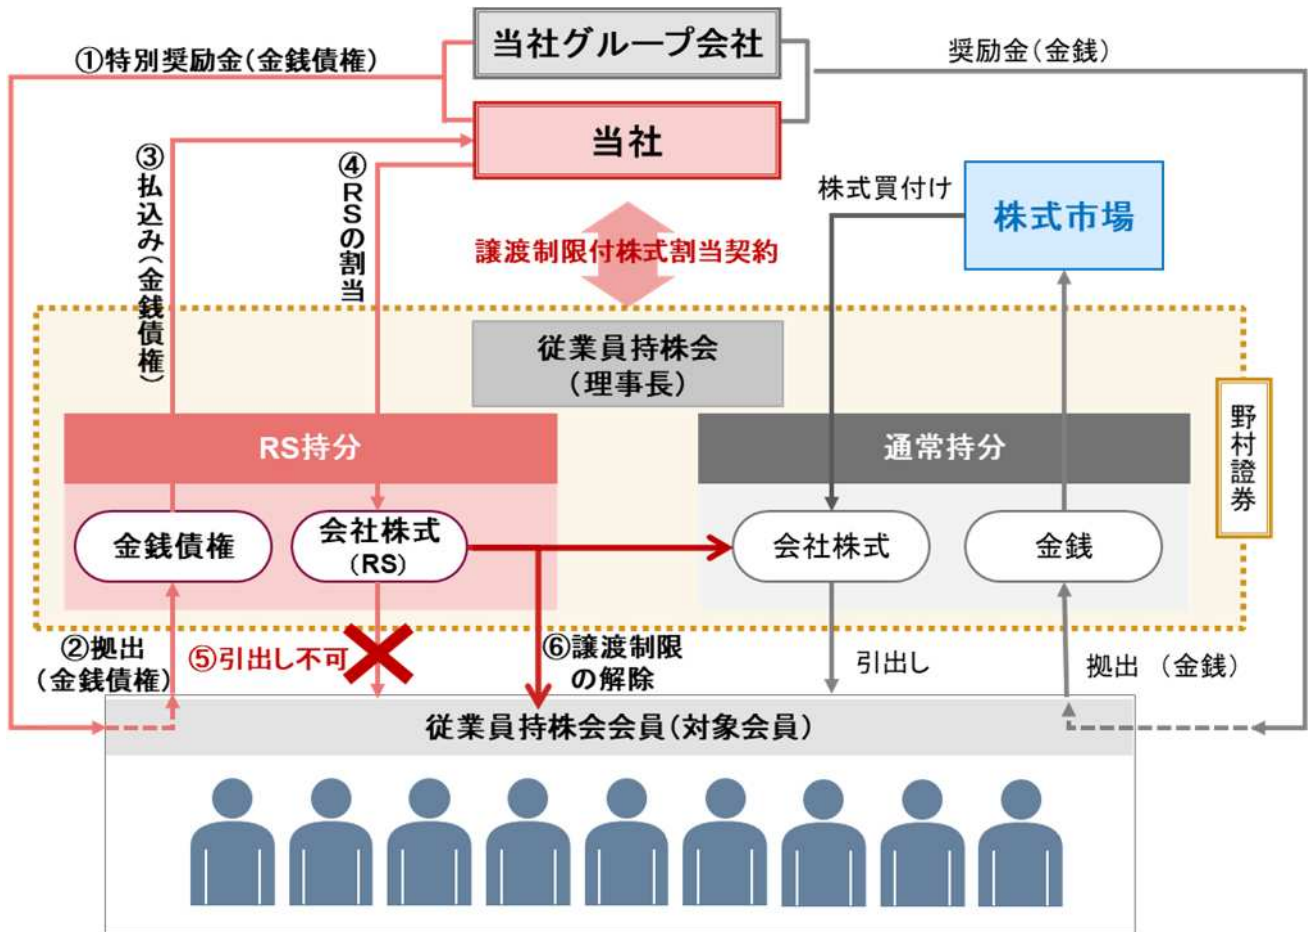 当社グループ会社
①特別奨励金(金銭債権)
奨励金(金銭)
当社
③払込み(金銭債権)
④RSの割当
株式買付け
株式市場
譲渡制限付株式割当契約
従業員持株会
(理事長)
野村證券
RS持分
通常持分
金銭債権
会社株式
(RS)
会社株式
金銭
②拠出
(金銭債権)
⑤引出し不可
⑥譲渡制限
の解除
引出し
拠出 (金銭)
従業員持株会会員(対象会員)